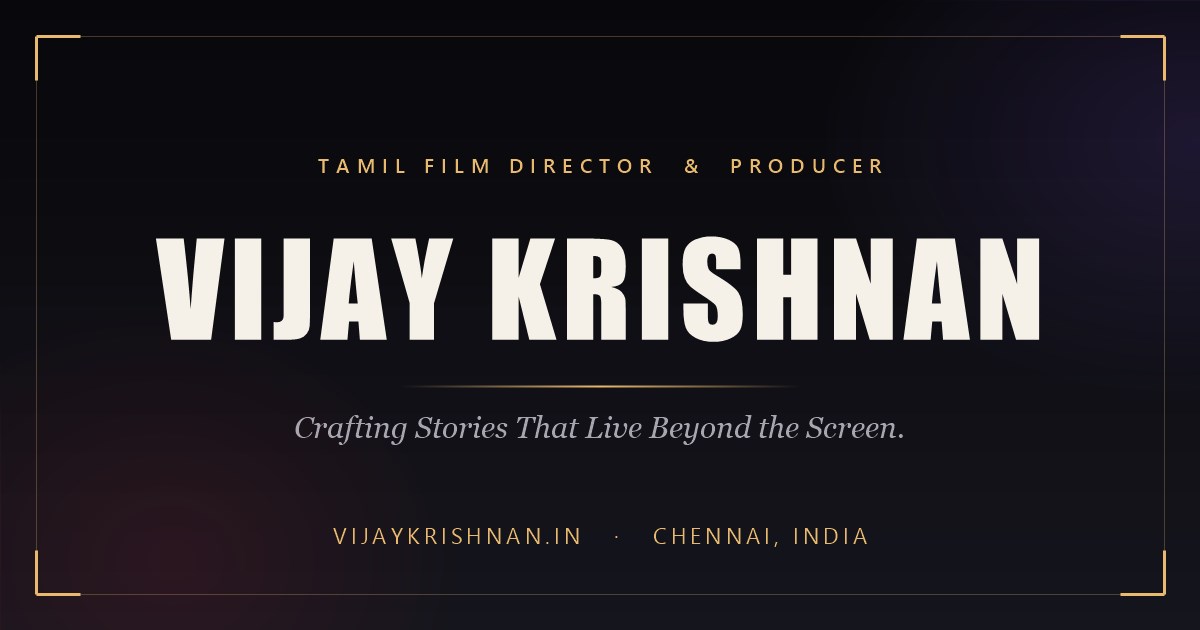 TAMIL FILM DIRECTOR & PRODUCER
VIJAY KRISHNAN
Crafting Stories That Live Beyond the Screen.
VIJAYKRISHNAN.IN · CHENNAI, INDIA